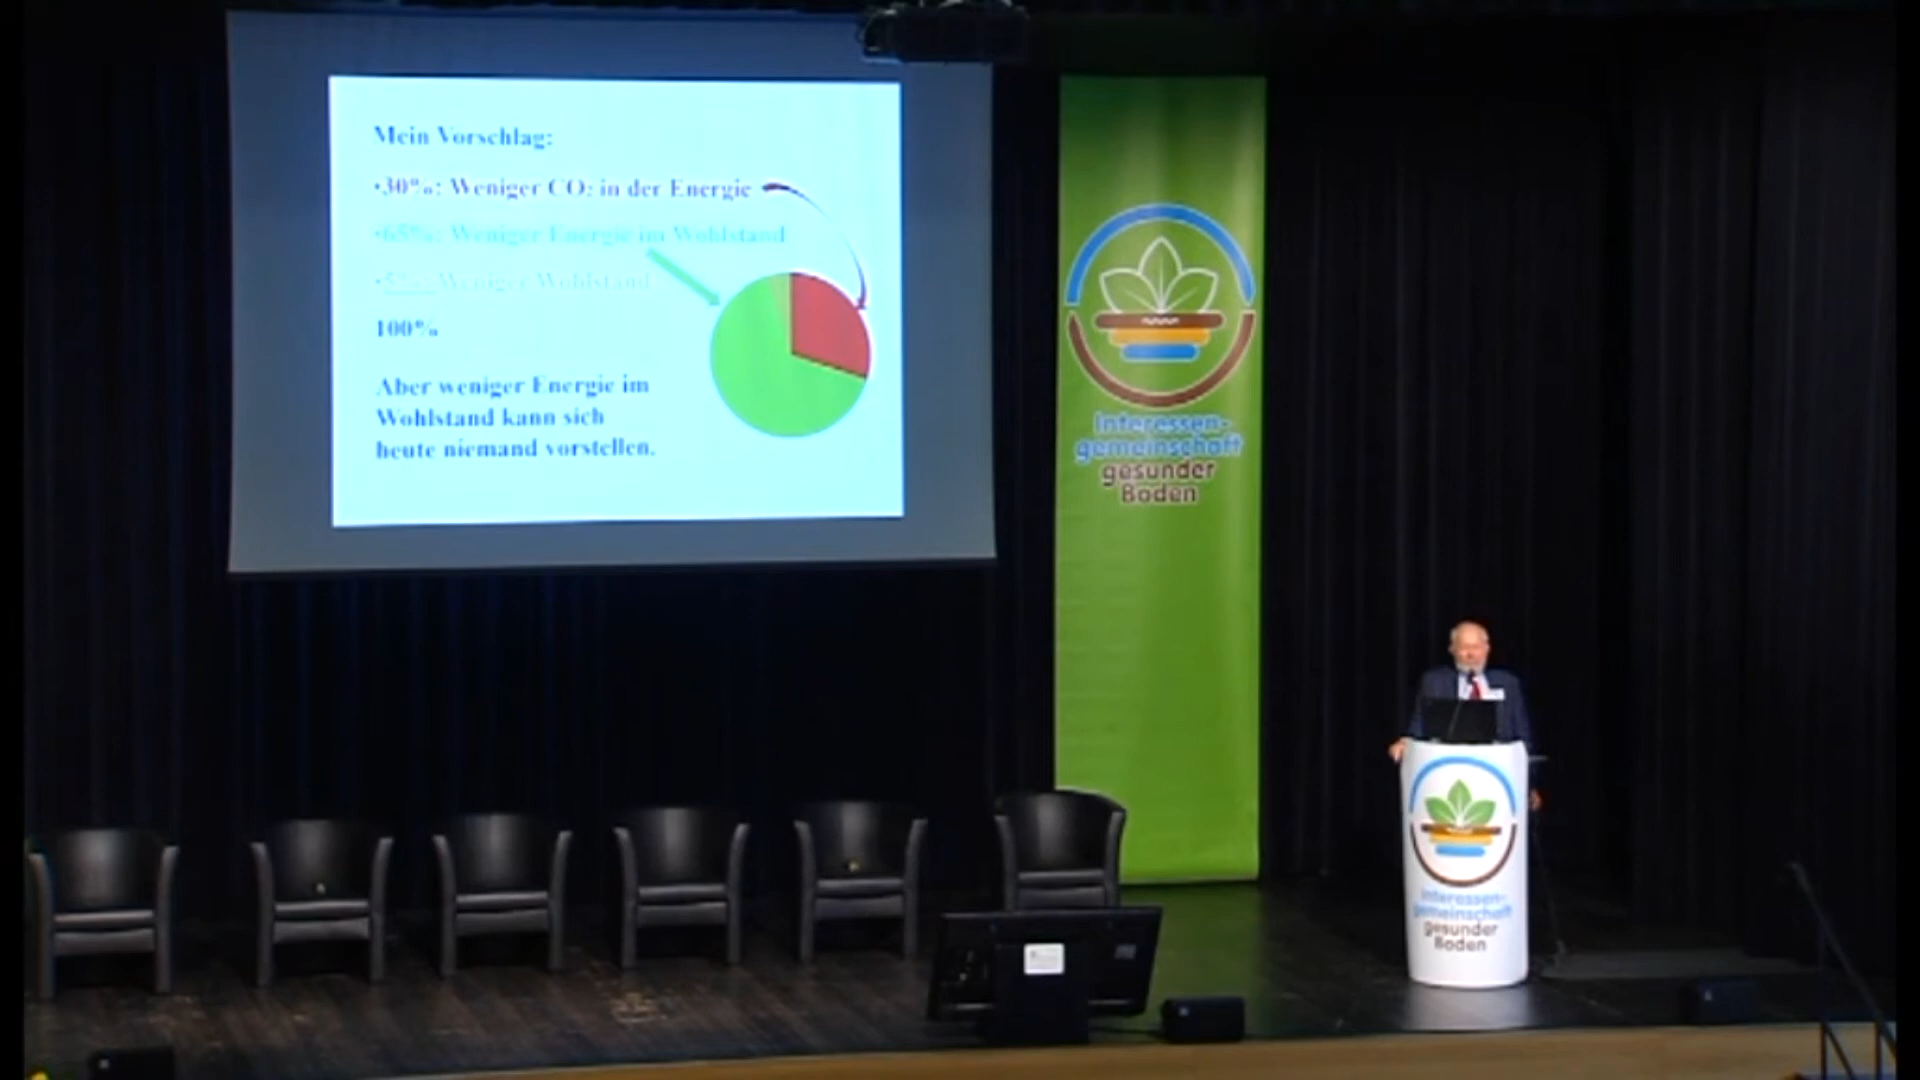 Mein Vorschlag:
•30%: Weniger CO₂ in der Energie
•65%: Weniger Energie im Wohlstand
•5%: Weniger Wohlstand
100%
Aber weniger Energie im
Wohlstand kann sich
heute niemand vorstellen.
Interessen-
gemeinschaft
gesunder
Boden
Interessen-
gemeinschaft
gesunder
Boden